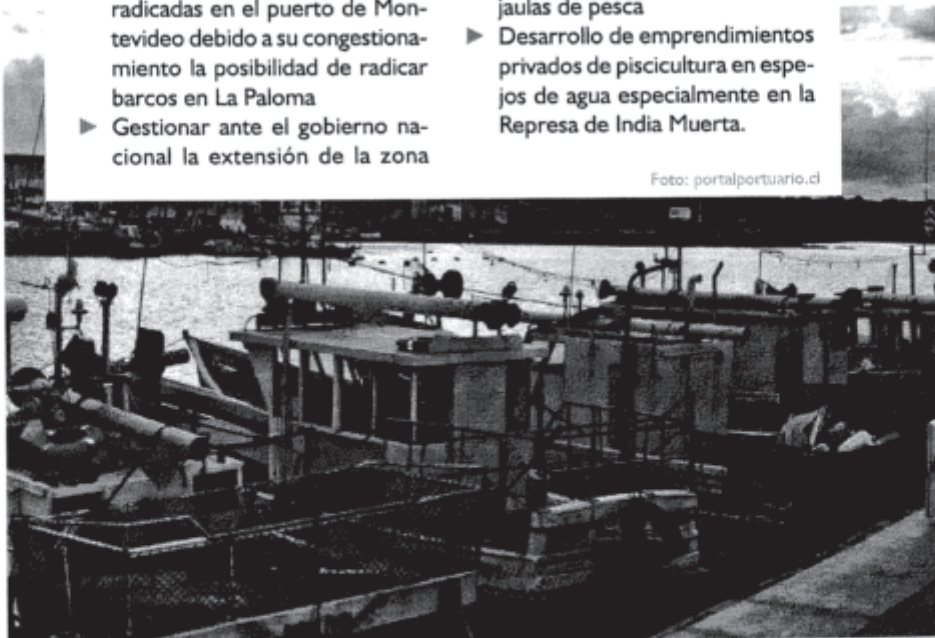 radicadas en el puerto de Mon-
tevideo debido a su congestiona-
miento la posibilidad de radicar
barcos en La Paloma
► Gestionar ante el gobierno na-
cional la extensión de la zona
jaulas de pesca
► Desarrollo de emprendimientos
privados de piscicultura en espe-
jos de agua especialmente en la
Represa de India Muerta.
Foto: portalportuario.cl